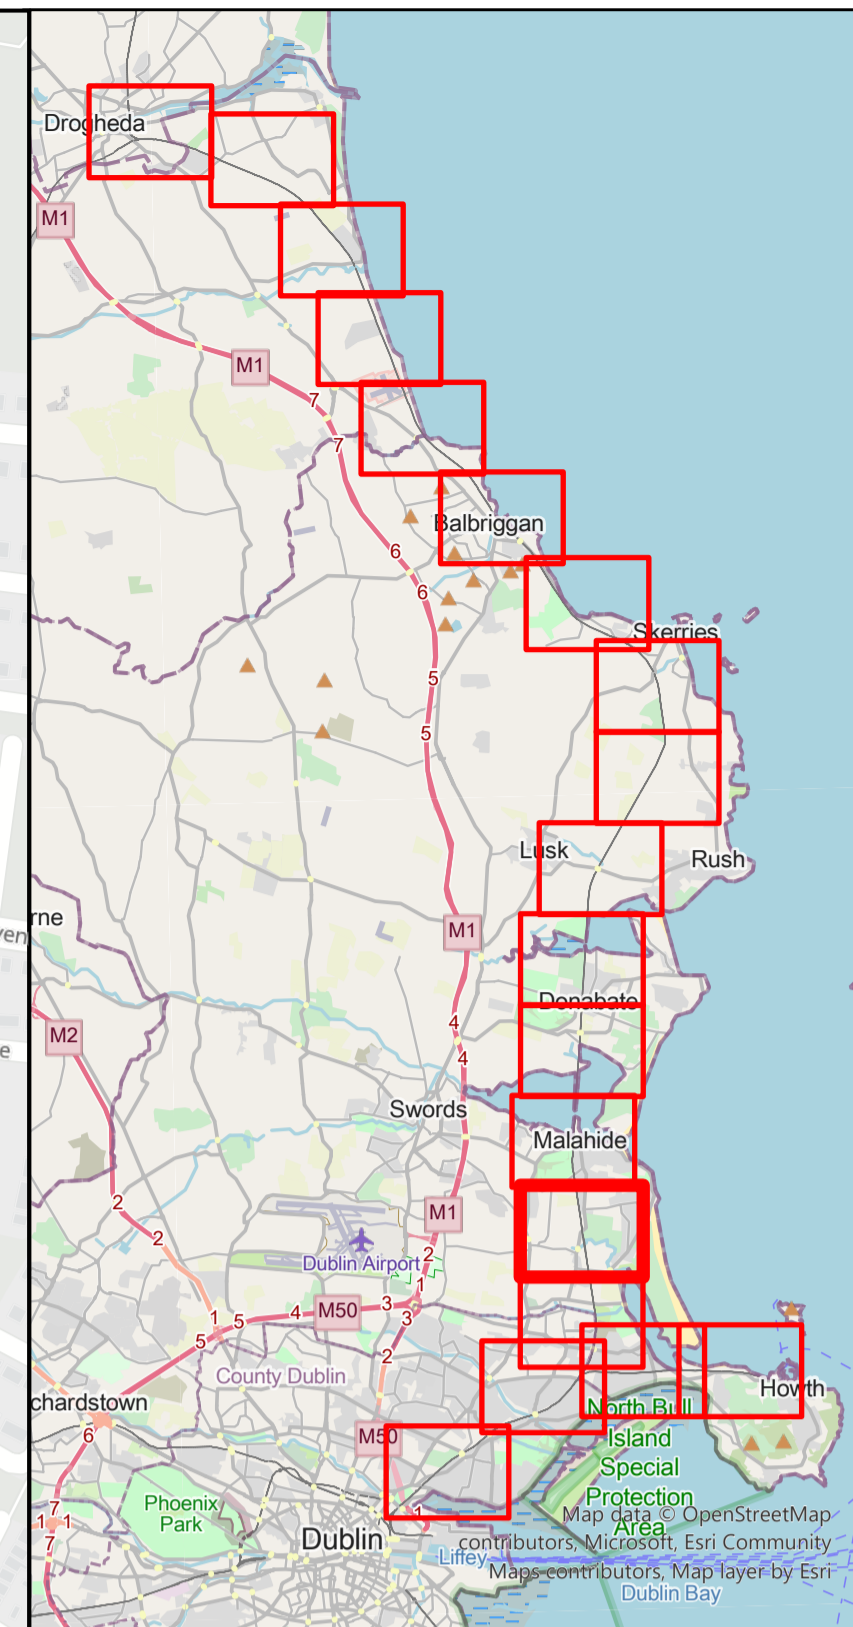 Drogheda
M1
M1
7
7
Balbriggan
6
6
Skerries
5
5
Lusk
Rush
rne
ven
M1
Donabate
M2
e
4
4
Swords
Malahide
2
M1
2
2
Dublin Airport
1
1
3
M50
4
5
5
3
2
County Dublin
chardstown
Howth
6
M50
North Bull
Island
Special
Protection
Area
7
1
1
7
Phoenix
Park
1
Dublin
Liffey
Map data © OpenStreetMap
contributors, Microsoft, Esri Community
Maps contributors, Map layer by Esri
Dublin Bay